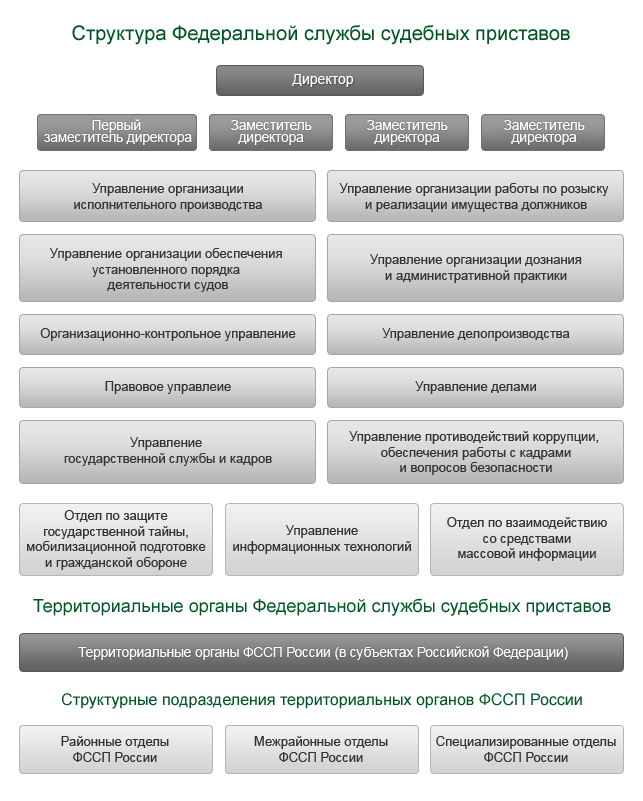 Структура Федеральной службы судебных приставов
Директор
Первый
заместитель директора
Заместитель
директора
Заместитель
директора
Заместитель
директора
Управление организации
исполнительного производства
Управление организации работы по розыску
и реализации имущества должников
Управление организации обеспечения
установленного порядка
деятельности судов
Управление организации дознания
и административной практики
Организационно-контрольное управление
Управление делопроизводства
Правовое управлеие
Управление делами
Управление
государственной службы и кадров
Управление противодействий коррупции,
обеспечения работы с кадрами
и вопросов безопасности
Отдел по защите
государственной тайны,
мобилизационной подготовке
и гражданской обороне
Управление
информационных технологий
Отдел по взаимодействию
со средствами
массовой информации
Территориальные органы Федеральной службы судебных приставов
Территориальные органы ФССП России (в субъектах Российской Федерации)
Структурные подразделения территориальных органов ФССП России
Районные отделы
ФССП России
Межрайонные отделы
ФССП России
Специализированные отделы
ФССП России